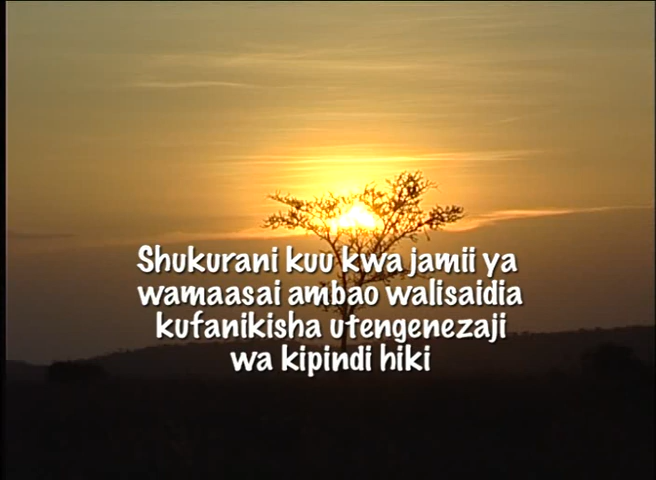 Shukurani kuu kwa jamii ya
wamaasai ambao walisaidia
kufanikisha utengenezaji
wa kipindi hiki